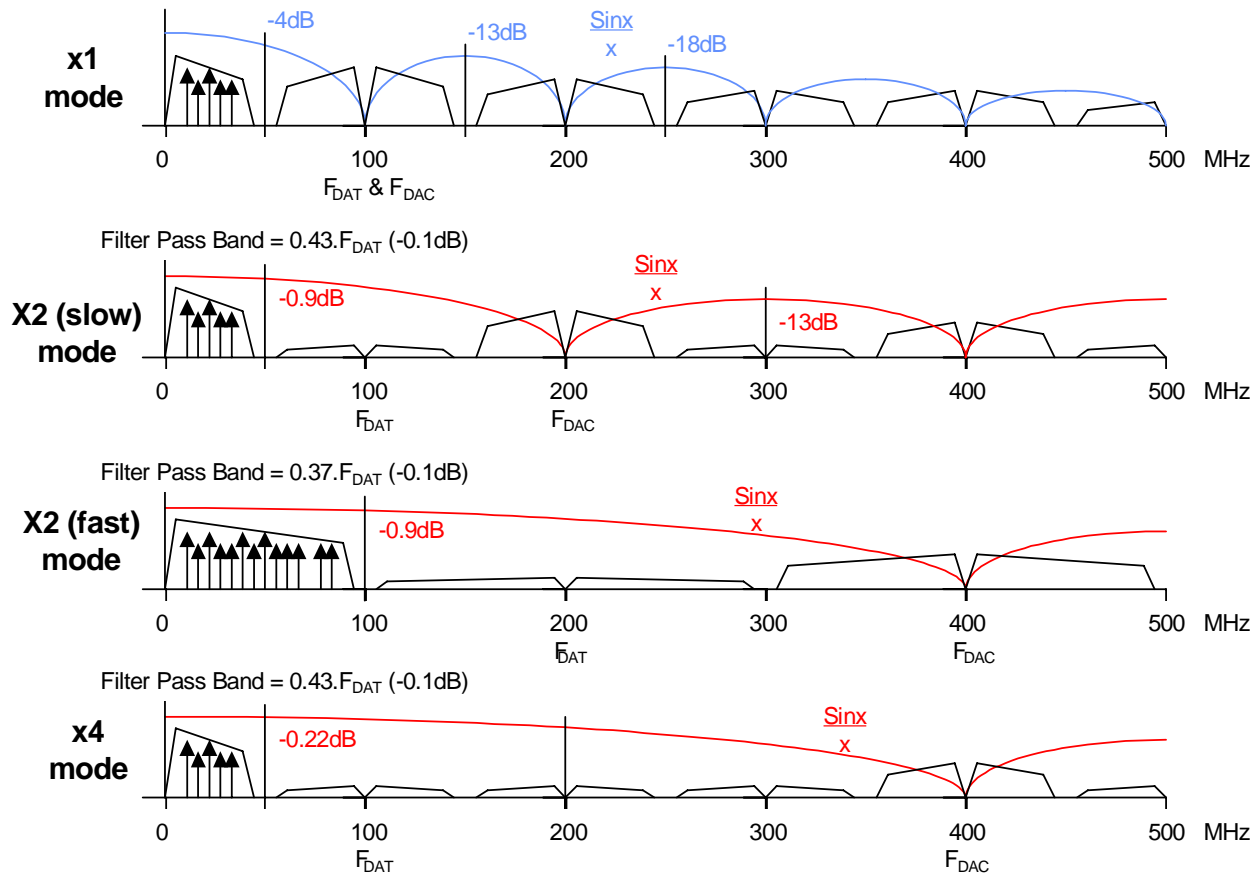 x1
mode
-4dB
-13dB
Sinx
x
-18dB
0
100
200
300
400
500
MHz
FDAT & FDAC
Filter Pass Band = 0.43.FDAT (-0.1dB)
X2 (slow)
mode
-0.9dB
Sinx
x
-13dB
0
100
200
300
400
500
MHz
FDAT
FDAC
Filter Pass Band = 0.37.FDAT (-0.1dB)
X2 (fast)
mode
-0.9dB
Sinx
x
0
100
200
300
400
500
MHz
FDAT
FDAC
Filter Pass Band = 0.43.FDAT (-0.1dB)
x4
mode
-0.22dB
Sinx
x
0
100
200
300
400
500
MHz
FDAT
FDAC